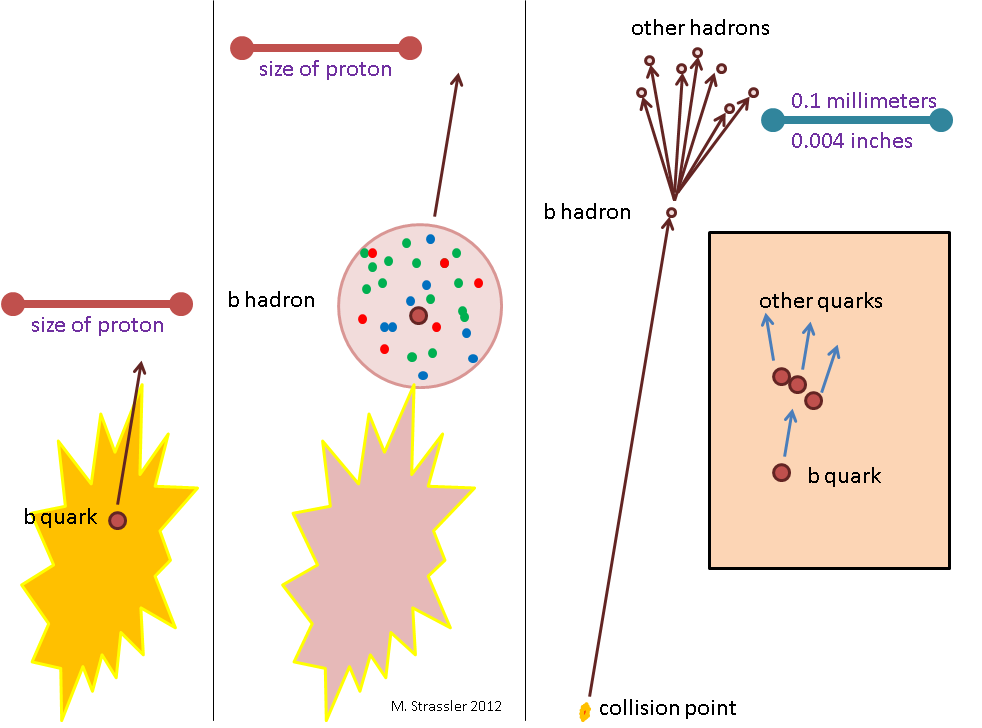 size of proton
b quark
size of proton
b hadron
M. Strassler 2012
other hadrons
0.1 millimeters
0.004 inches
b hadron
other quarks
b quark
collision point